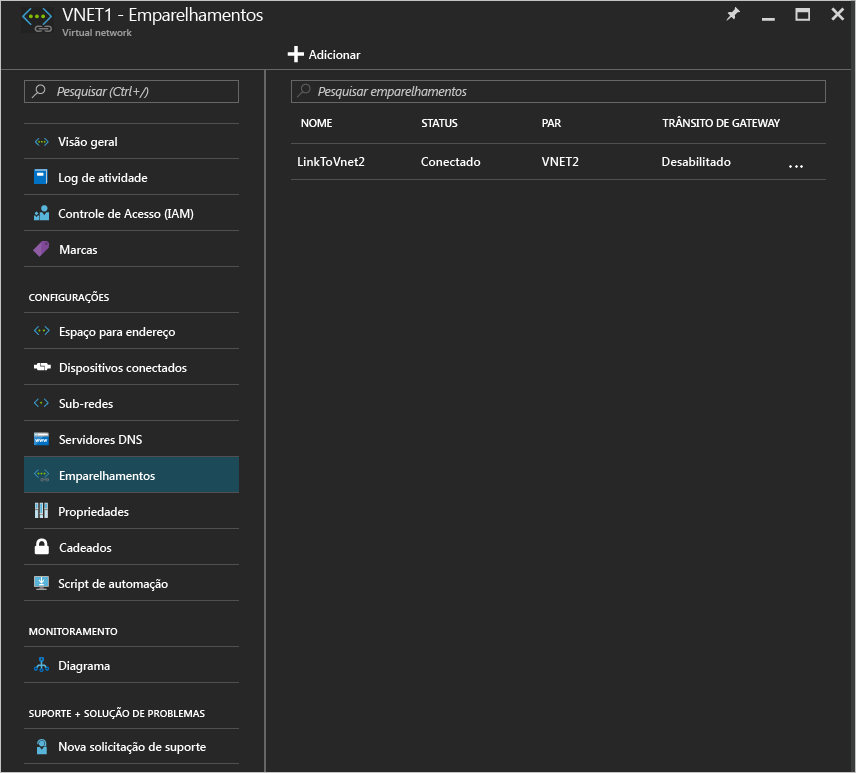 VNET1 - Emparelhamentos
Virtual network
Adicionar
Pesquisar (Ctrl+/)
Visão geral
Log de atividade
Controle de Acesso (IAM)
Marcas
CONFIGURAÇÕES
Espaço para endereço
Dispositivos conectados
Sub-redes
Servidores DNS
Emparelhamentos
Propriedades
Cadeados
Script de automação
MONITORAMENTO
Diagrama
SUPORTE + SOLUÇÃO DE PROBLEMAS
Nova solicitação de suporte
Pesquisar emparelhamentos
NOME STATUS PAR TRÂNSITO DE GATEWAY
LinkToVnet2 Conectado VNET2 Desabilitado ...